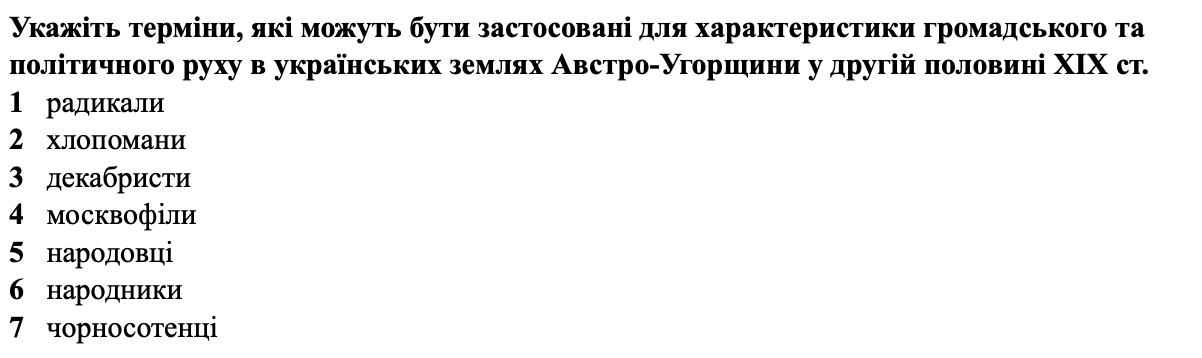 Укажіть терміни, які можуть бути застосовані для характеристики громадського та
політичного руху в українських землях Австро-Угорщини у другій половині XIX ст.
1 радикали
2 хлопомани
3 декабристи
4 москвофіли
5 народовці
6 народники
7 чорносотенці